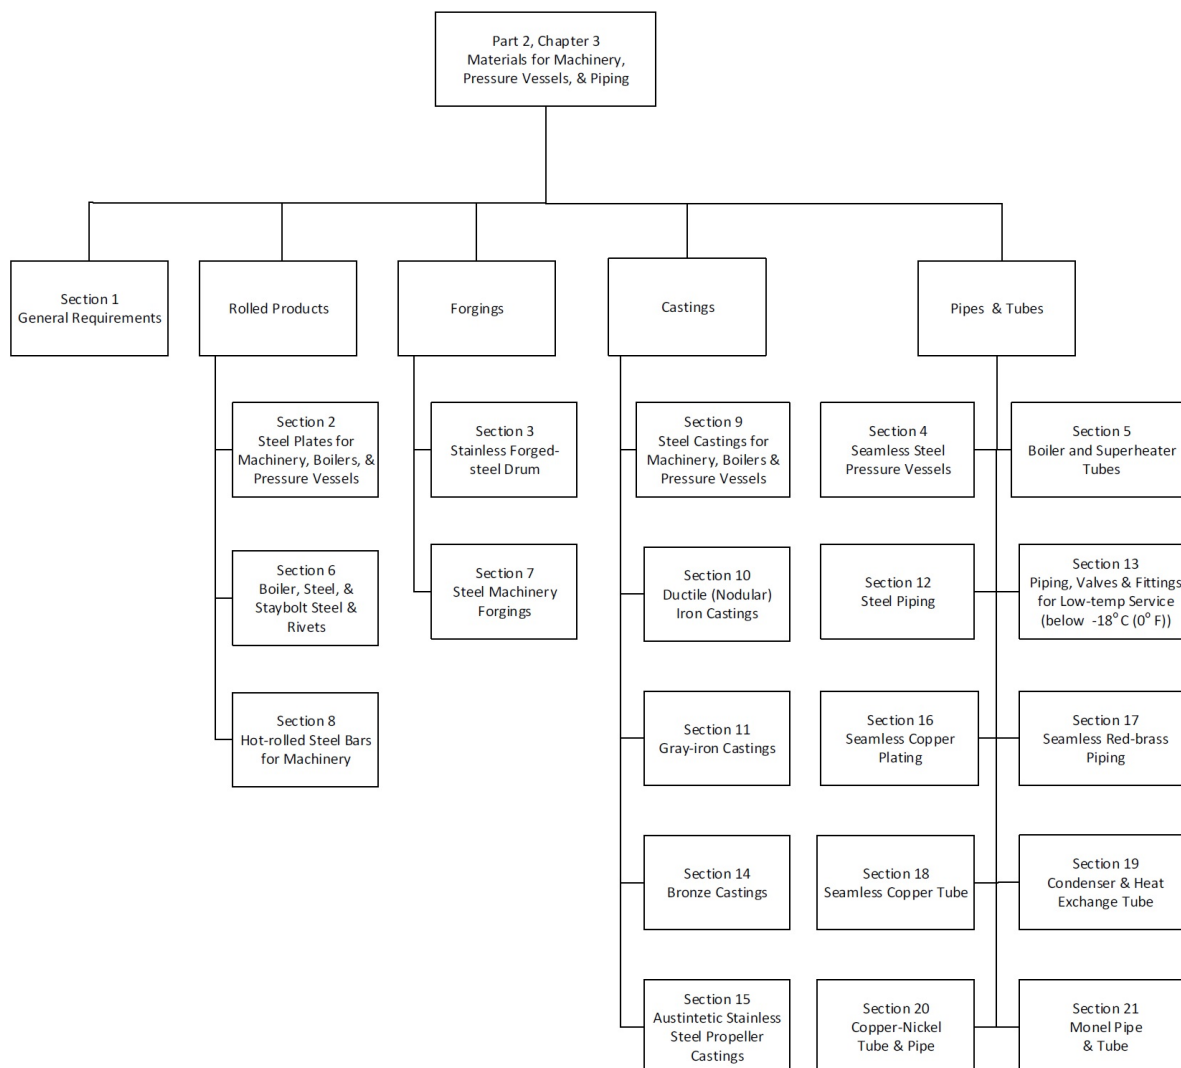 Part 2, Chapter 3
Materials for Machinery,
Pressure Vessels, & Piping
Section 1
General Requirements
Rolled Products
Forgings
Castings
Pipes & Tubes
Section 2
Steel Plates for
Machinery, Boilers, &
Pressure Vessels
Section 3
Stainless Forged-
steel Drum
Section 9
Steel Castings for
Machinery, Boilers &
Pressure Vessels
Section 4
Seamless Steel
Pressure Vessels
Section 5
Boiler and Superheater
Tubes
Section 6
Boiler, Steel, &
Staybolt Steel &
Rivets
Section 7
Steel Machinery
Forgings
Section 10
Ductile (Nodular)
Iron Castings
Section 12
Steel Piping
Section 13
Piping, Valves & Fittings
for Low-temp Service
(below -18° C (0° F))
Section 8
Hot-rolled Steel Bars
for Machinery
Section 11
Gray-iron Castings
Section 16
Seamless Copper
Plating
Section 17
Seamless Red-brass
Piping
Section 14
Bronze Castings
Section 18
Seamless Copper Tube
Section 19
Condenser & Heat
Exchange Tube
Section 15
Austintetic Stainless
Steel Propeller
Castings
Section 20
Copper-Nickel
Tube & Pipe
Section 21
Monel Pipe
& Tube